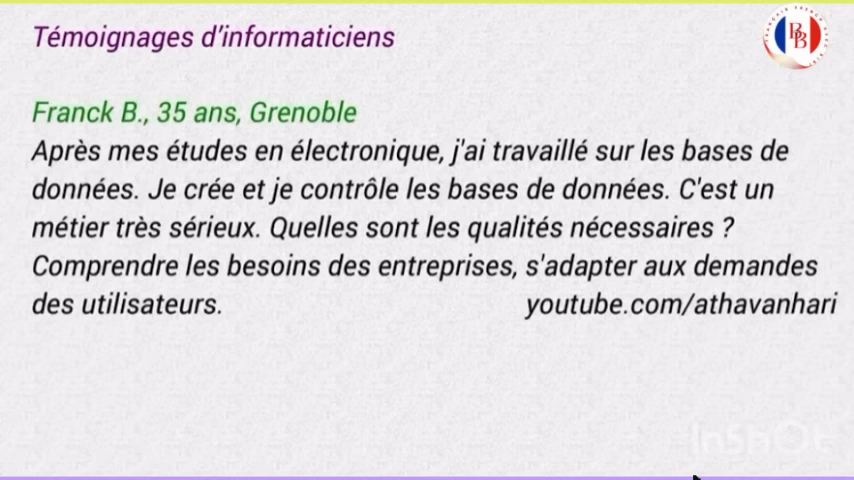 Témoignages d'informaticiens
Franck B., 35 ans, Grenoble
Après mes études en électronique, j'ai travaillé sur les bases de
données. Je crée et je contrôle les bases de données. C'est un
métier très sérieux. Quelles sont les qualités nécessaires ?
Comprendre les besoins des entreprises, s'adapter aux demandes
des utilisateurs.
youtube.com/athavanhari
InShOt